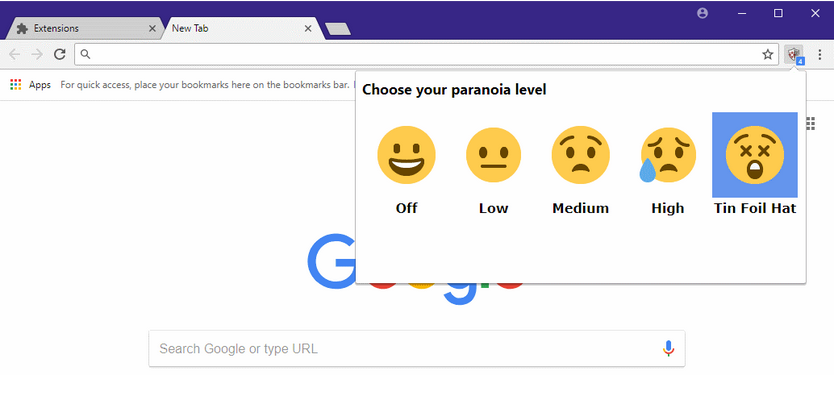 Extensions
New Tab
4
Apps
For quick access, place your bookmarks here on the bookmarks bar.
Choose your paranoia level
Off
Low
Medium
High
Tin Foil Hat
Search Google or type URL